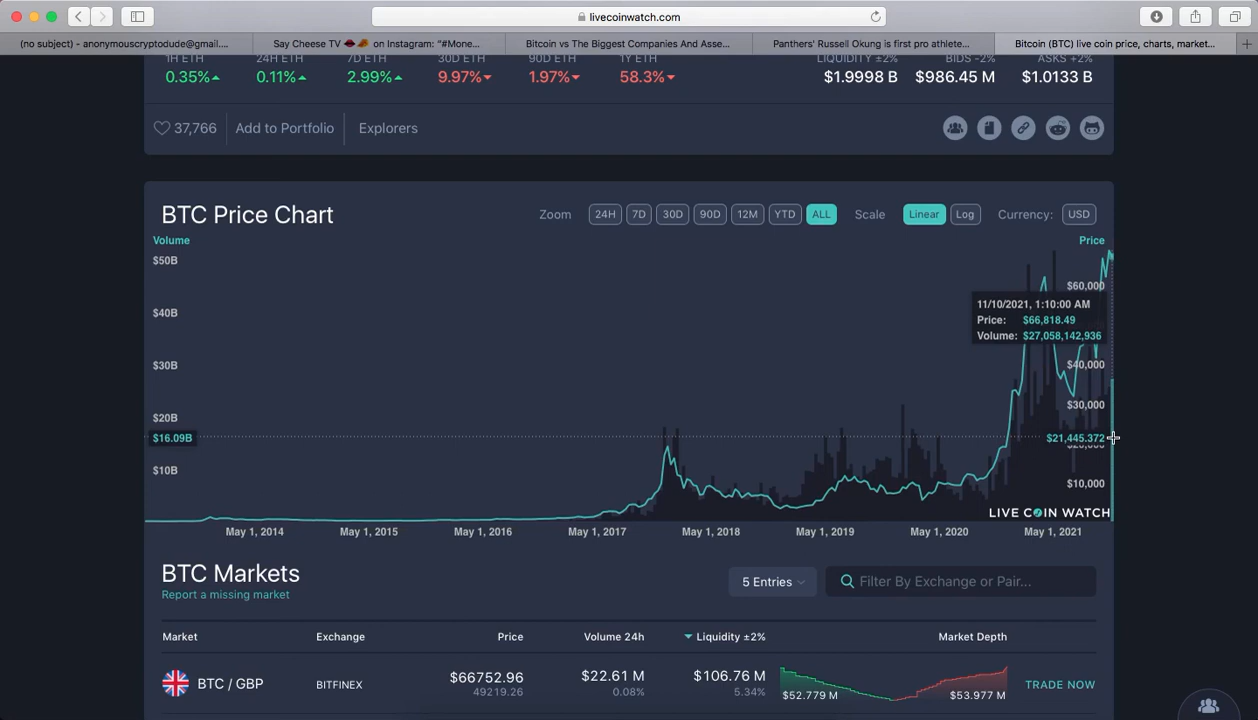 livecoinwatch.com
(no subject) - anonymouscryptodude@gmail....
Say Cheese TV 👄🧀 on Instagram: "#Mone...
Bitcoin vs The Biggest Companies And Asse...
Panthers' Russell Okung is first pro athlete...
Bitcoin (BTC) live coin price, charts, market...
1H ETH 24H ETH 7D ETH 30D ETH 90D ETH 1Y ETH LIQUIDITY ±2% BIDS -2% ASKS +2%
0.35% 0.11% 2.99% 9.97% 1.97% 58.3% $1.9998 B $986.45 M $1.0133 B
37,766 Add to Portfolio Explorers
BTC Price Chart Zoom 24H 7D 30D 90D 12M YTD ALL Scale Linear Log Currency: USD
Volume Price
$50B
$60,000
11/10/2021, 1:10:00 AM
$40B
Price: $66,818.49
Volume: $27,058,142,936
$30B $40,000
$30,000
$20B
$16.09B $21,445.372
$10B
$10,000
LIVE COIN WATCH
May 1, 2014 May 1, 2015 May 1, 2016 May 1, 2017 May 1, 2018 May 1, 2019 May 1, 2020 May 1, 2021
BTC Markets 5 Entries Filter By Exchange or Pair...
Report a missing market
Market Exchange Price Volume 24h Liquidity ±2% Market Depth
BTC / GBP BITFINEX $66752.96 $22.61 M $106.76 M TRADE NOW
49219.26 0.08% 5.34% $52.779 M $53.977 M